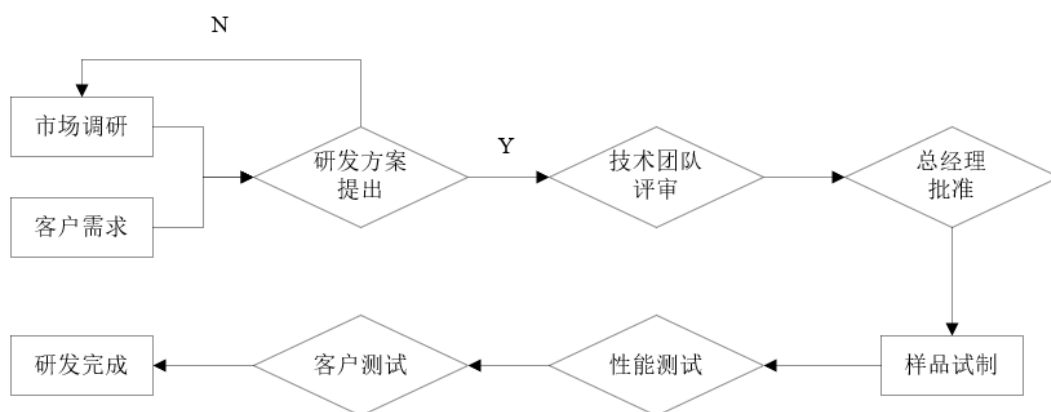 N
市场调研
客户需求
研发方案
提出
Y
技术团队
评审
总经理
批准
样品试制
性能测试
客户测试
研发完成